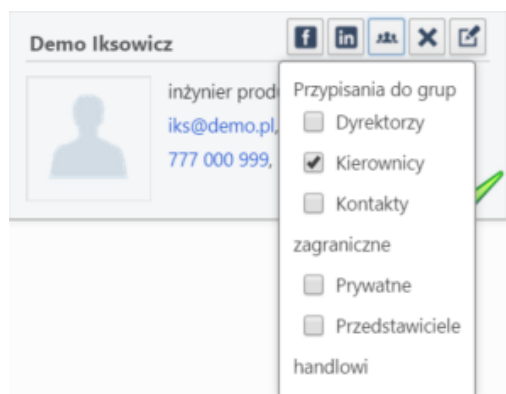 Demo Iksowicz
f in
inżynier prod
iks@demo.pl,
777 000 999,
Przypisania do grup
Dyrektorzy
Kierownicy
Kontakty
zagraniczne
Prywatne
Przedstawiciele
handlowi